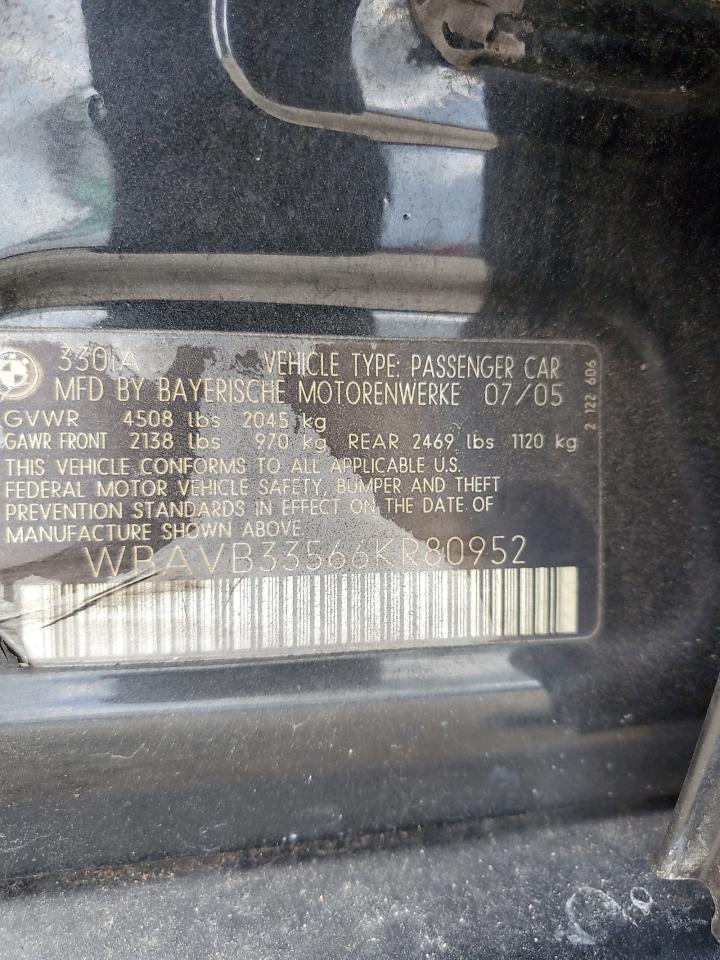 330IA VEHICLE TYPE: PASSENGER CAR
MFD BY BAYERISCHE MOTORENWERKE 07/05
GVWR 4508 lbs 2045 kg
GAWR FRONT 2138 lbs 970 kg REAR 2469 lbs 1120 kg
THIS VEHICLE CONFORMS TO ALL APPLICABLE U.S.
FEDERAL MOTOR VEHICLE SAFETY, BUMPER AND THEFT
PREVENTION STANDARDS IN EFFECT ON THE DATE OF
MANUFACTURE SHOWN ABOVE
WBAVB33566KR80952
2 122 606